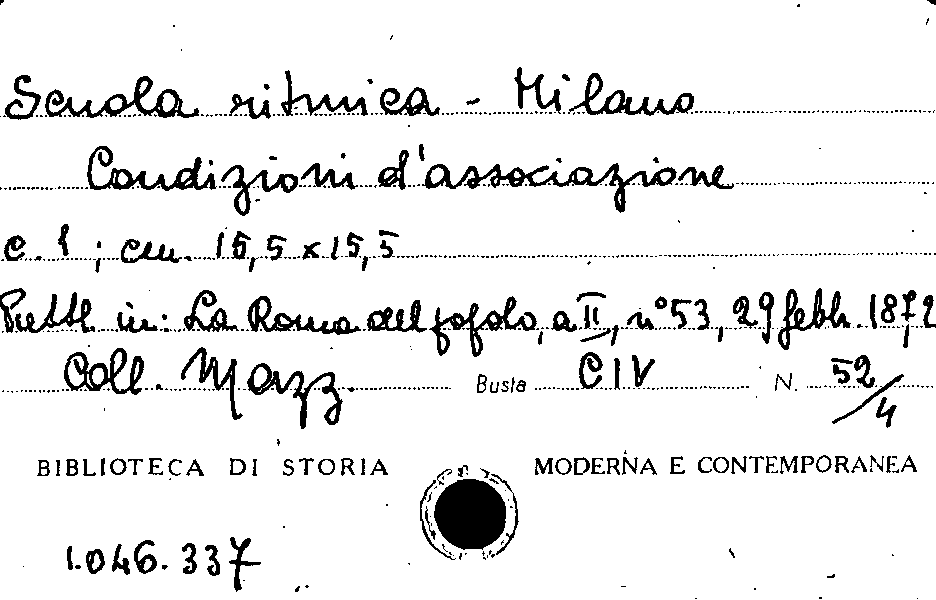 Scuola ritmica - Milano
Condizioni d'associazione
c. 1 ; cm. 15,5 x 15,5
Pubbl. in: La Roma del popolo, a II, n° 53, 29 febb. 1872
Coll. Mazz. Busta CIV N. 52/4
BIBLIOTECA DI STORIA MODERNA E CONTEMPORANEA
1.046.337